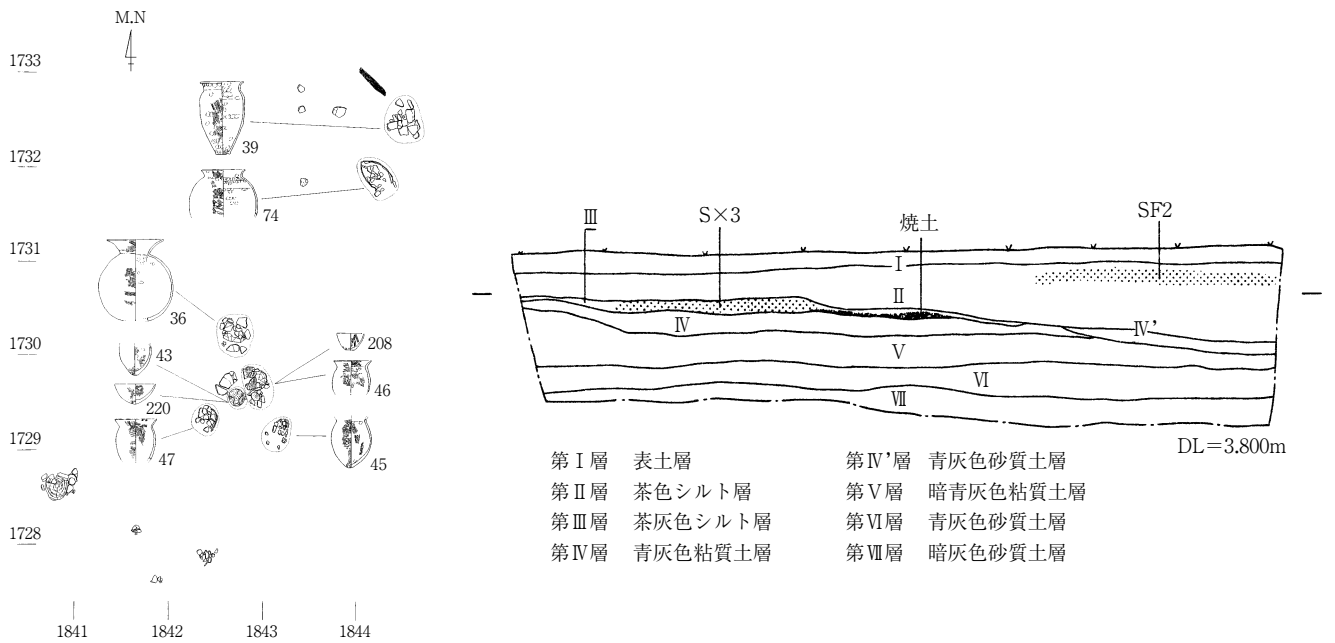 M.N
1733
1732
1731
1730
1729
1728
39
74
36
43
208
220
46
47
45
1841 1842 1843 1844
Ⅲ S×3 焼土 SF2
Ⅰ
Ⅱ
Ⅳ Ⅳ'
Ⅴ
Ⅵ
Ⅶ
DL=3.800m
第Ⅰ層 表土層
第Ⅱ層 茶色シルト層
第Ⅲ層 茶灰色シルト層
第Ⅳ層 青灰色粘質土層
第Ⅳ'層 青灰色砂質土層
第Ⅴ層 暗青灰色粘質土層
第Ⅵ層 青灰色砂質土層
第Ⅶ層 暗灰色砂質土層